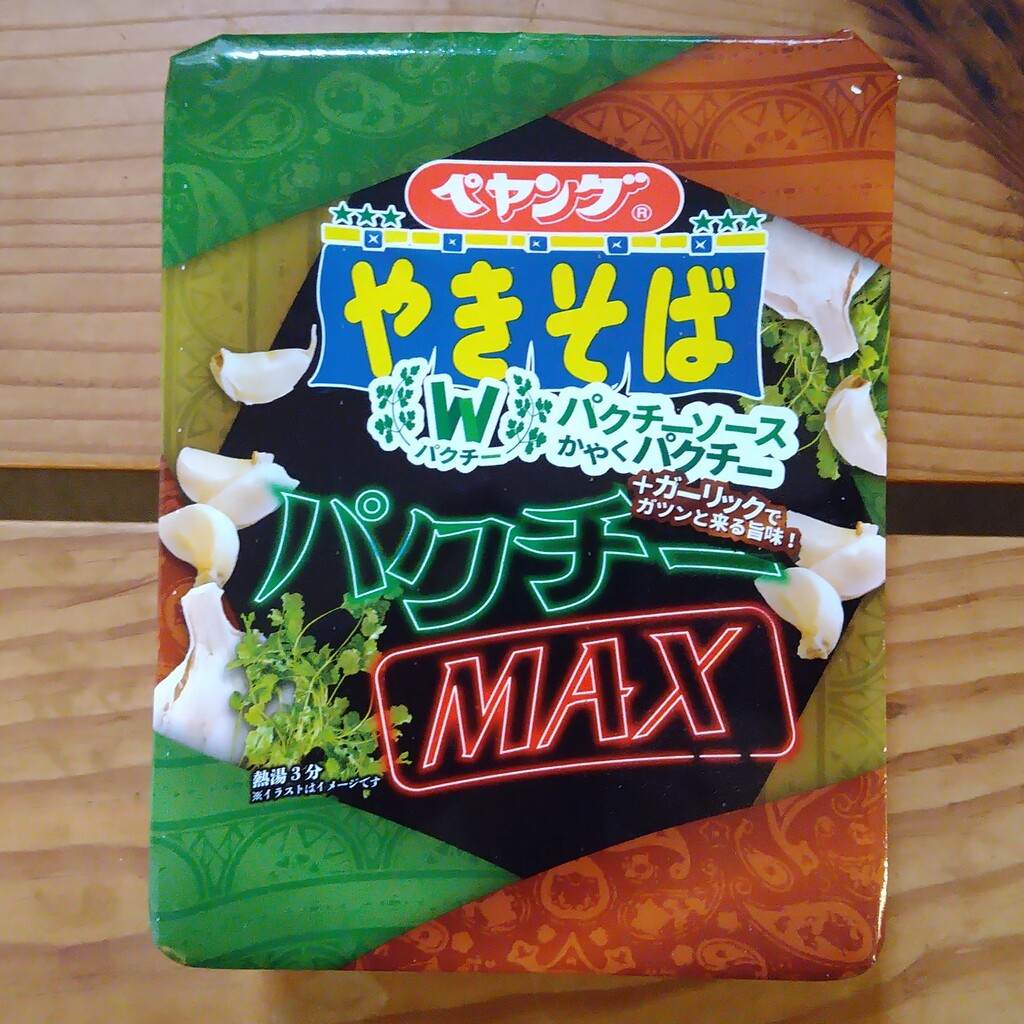 ペヤング®
やきそば
W
パクチー
パクチーソース
かやくパクチー
+ガーリックで
ガツンと来る旨味!
パクチー
MAX
熱湯3分
※イラストはイメージです